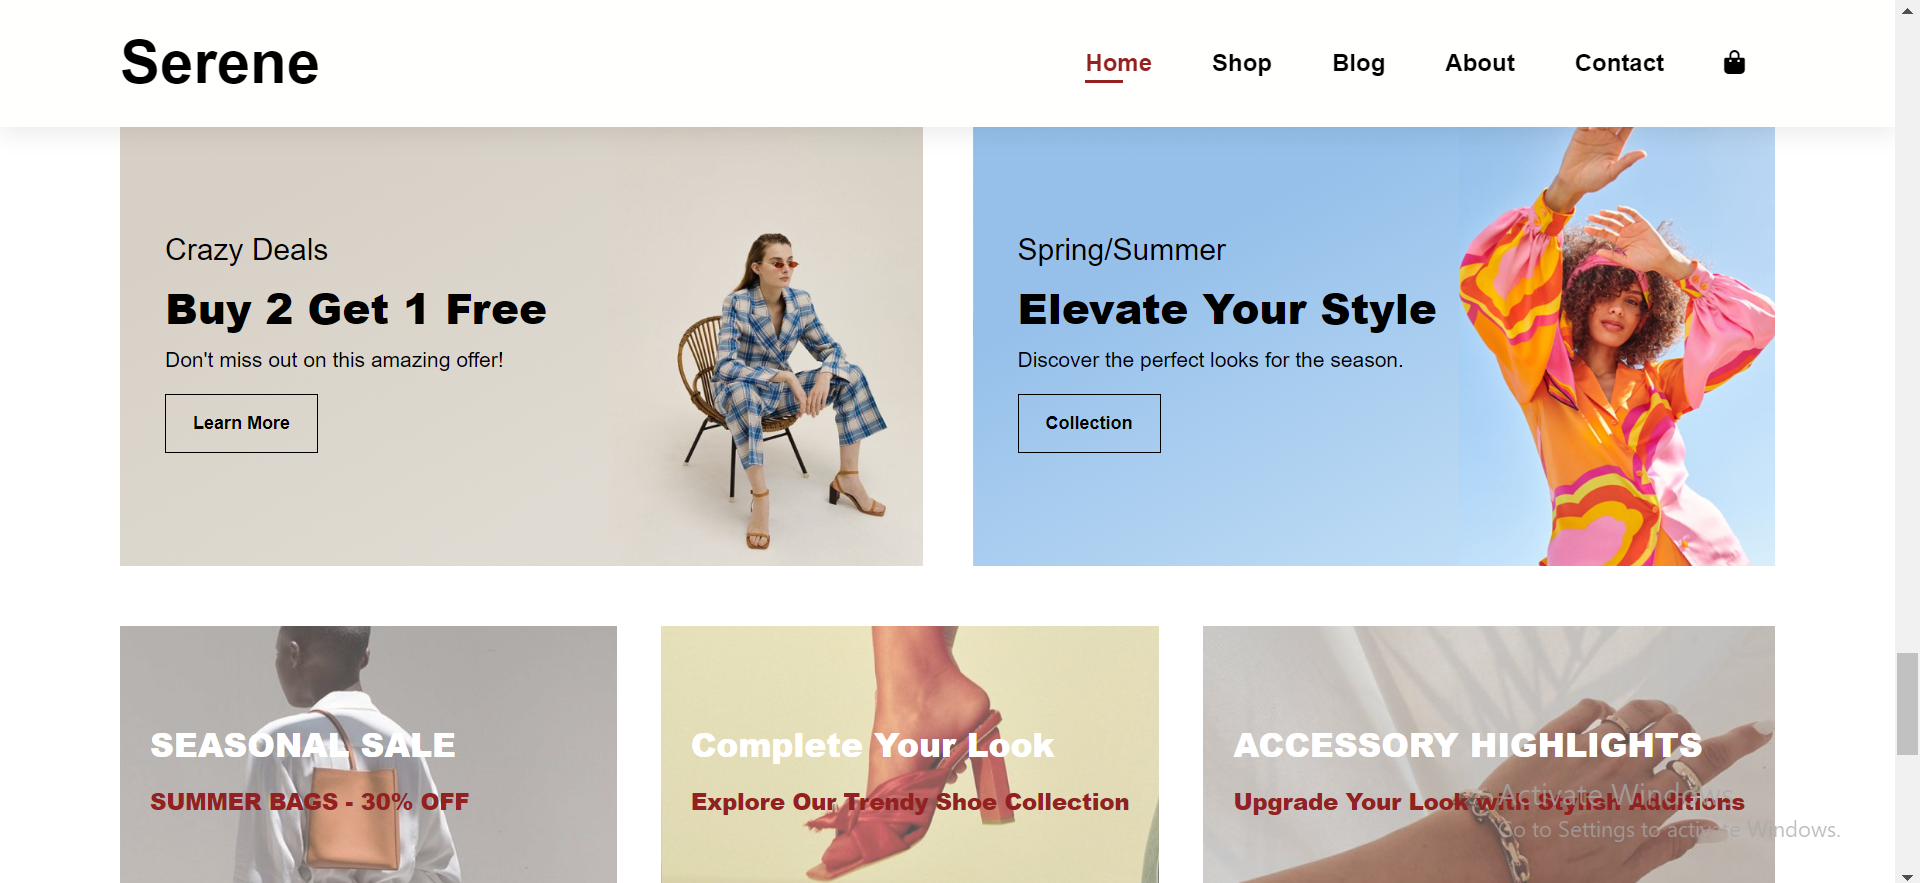 Serene
Home Shop Blog About Contact
Crazy Deals
Buy 2 Get 1 Free
Don't miss out on this amazing offer!
Learn More
Spring/Summer
Elevate Your Style
Discover the perfect looks for the season.
Collection
SEASONAL SALE
SUMMER BAGS - 30% OFF
Complete Your Look
Explore Our Trendy Shoe Collection
ACCESSORY HIGHLIGHTS
Upgrade Your Look with Stylish Additions
Activate Windows
Go to Settings to activate Windows.